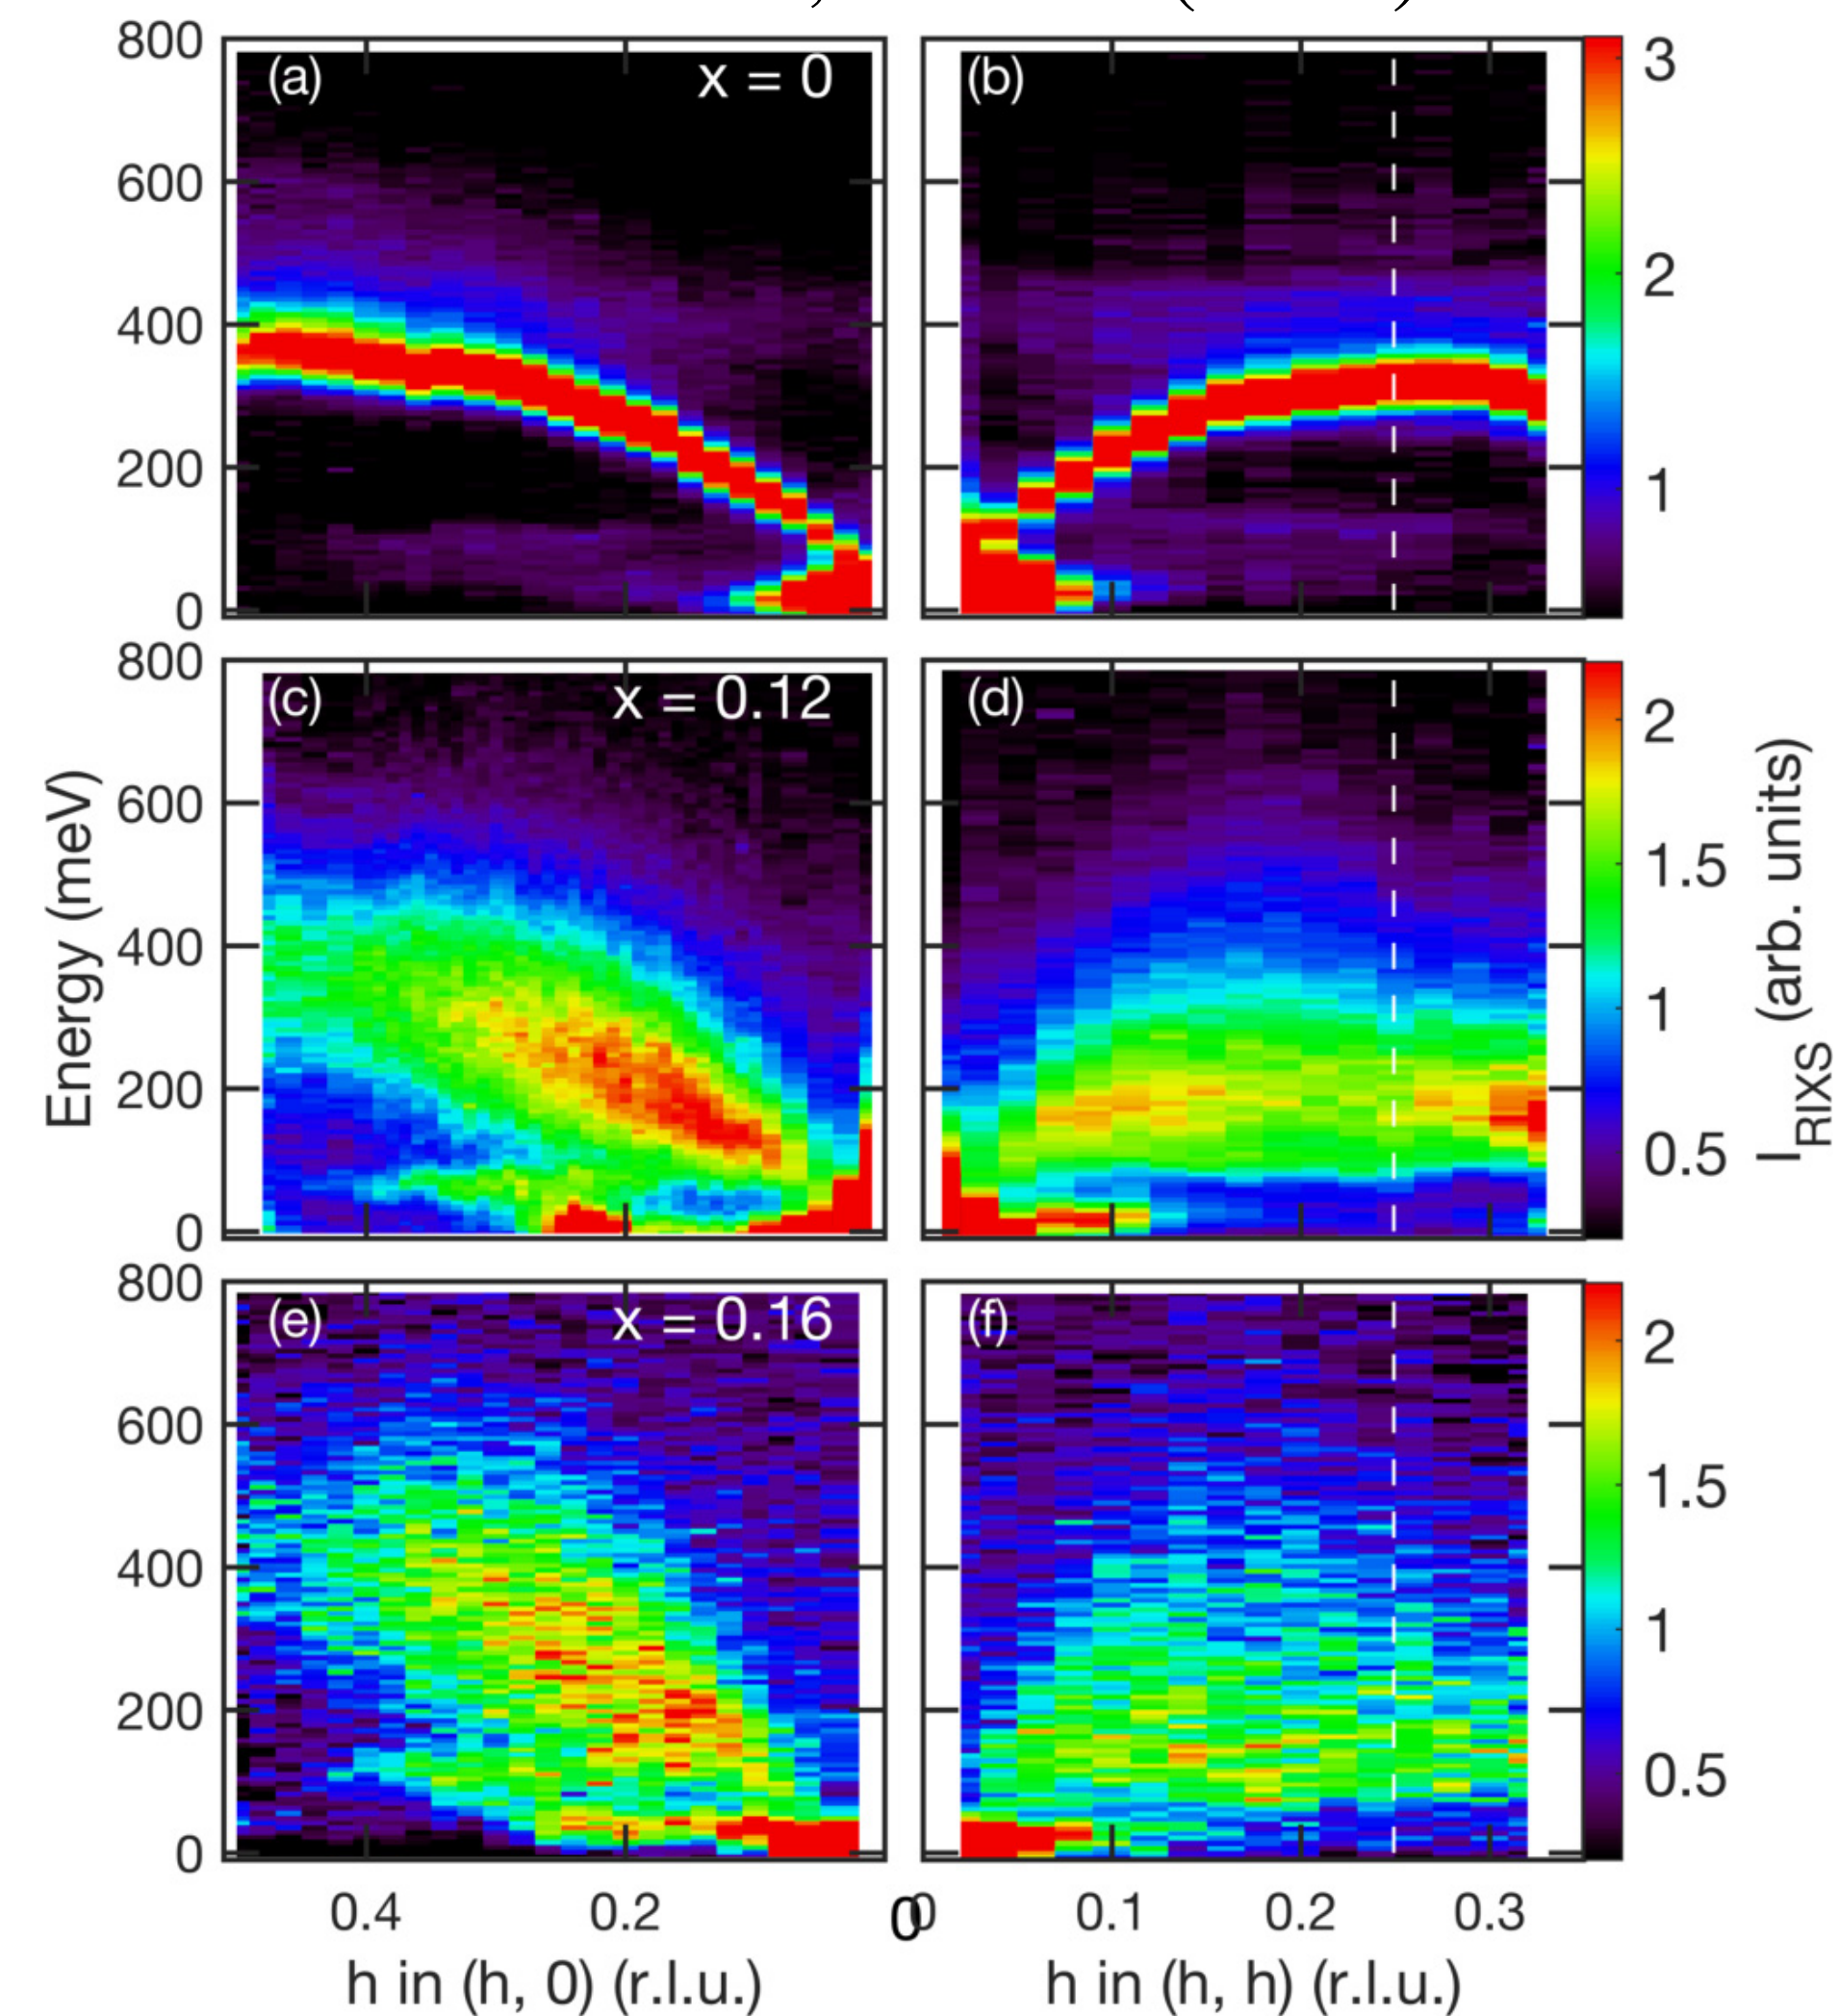 800
(a)
x = 0
(b)
3
600
400
2
200
1
0
800
(c)
x = 0.12
(d)
2
600
1.5
400
1
200
0.5
0
Energy (meV)
I_RIXS (arb. units)
800
(e)
x = 0.16
(f)
2
600
1.5
400
1
200
0.5
0
0.4 0.2 0 0 0.1 0.2 0.3
h in (h, 0) (r.l.u.) h in (h, h) (r.l.u.)